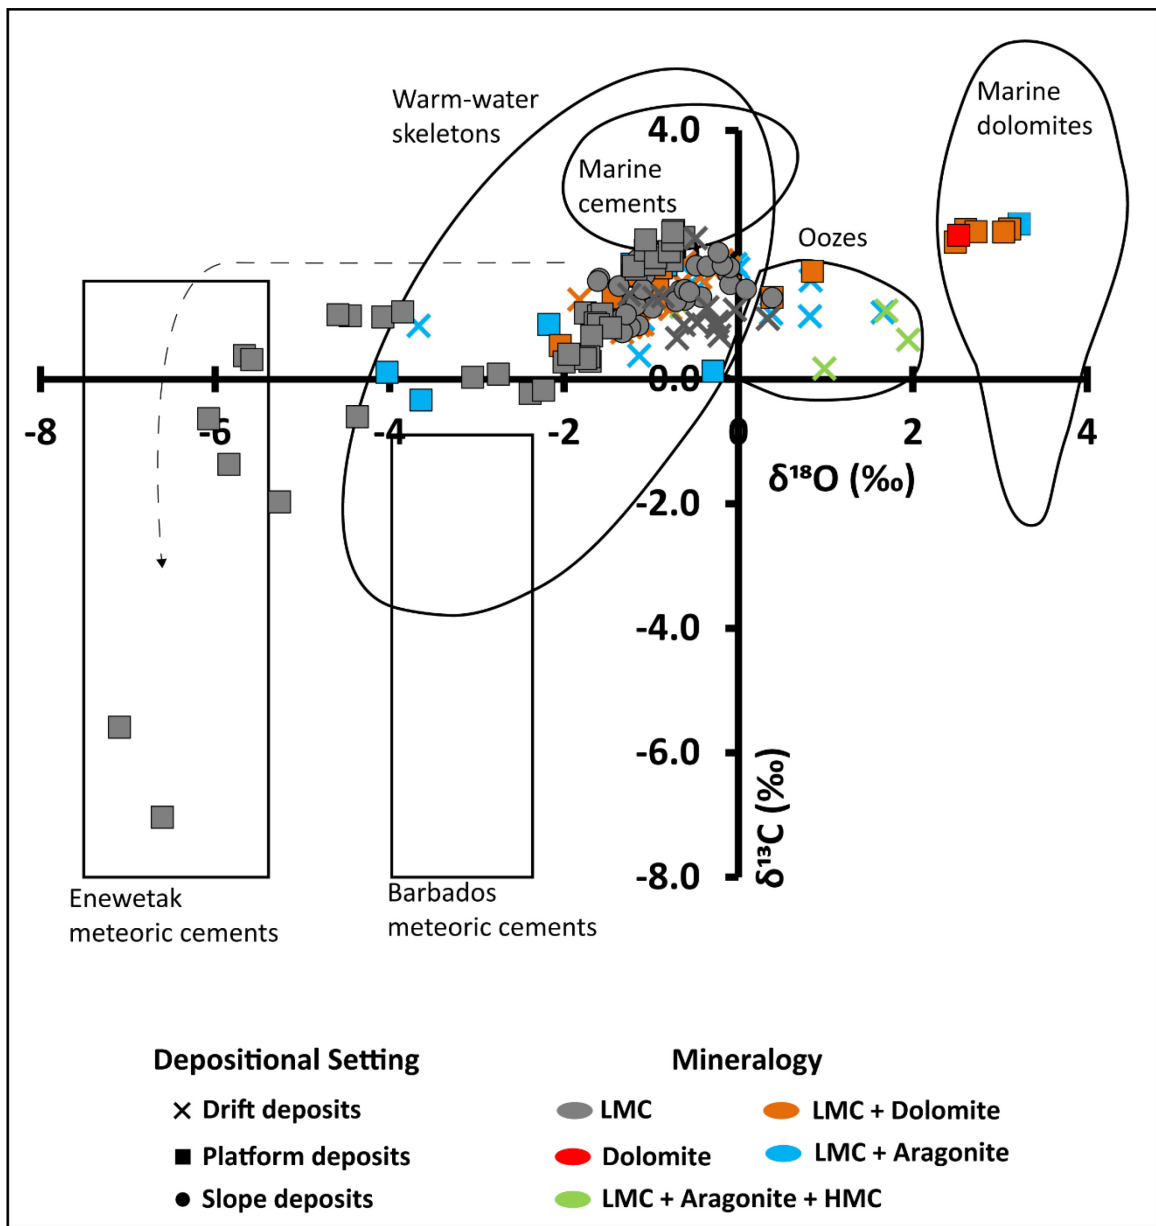 Warm-water
skeletons
4.0
Marine
cements
Marine
dolomites
Oozes
0.0
-8
-6
-4
-2
0
2
4
δ¹⁸O (‰)
-2.0
-4.0
-6.0
δ¹³C (‰)
-8.0
Enewetak
meteoric cements
Barbados
meteoric cements
Depositional Setting
Drift deposits
Platform deposits
Slope deposits
Mineralogy
LMC
LMC + Dolomite
Dolomite
LMC + Aragonite
LMC + Aragonite + HMC